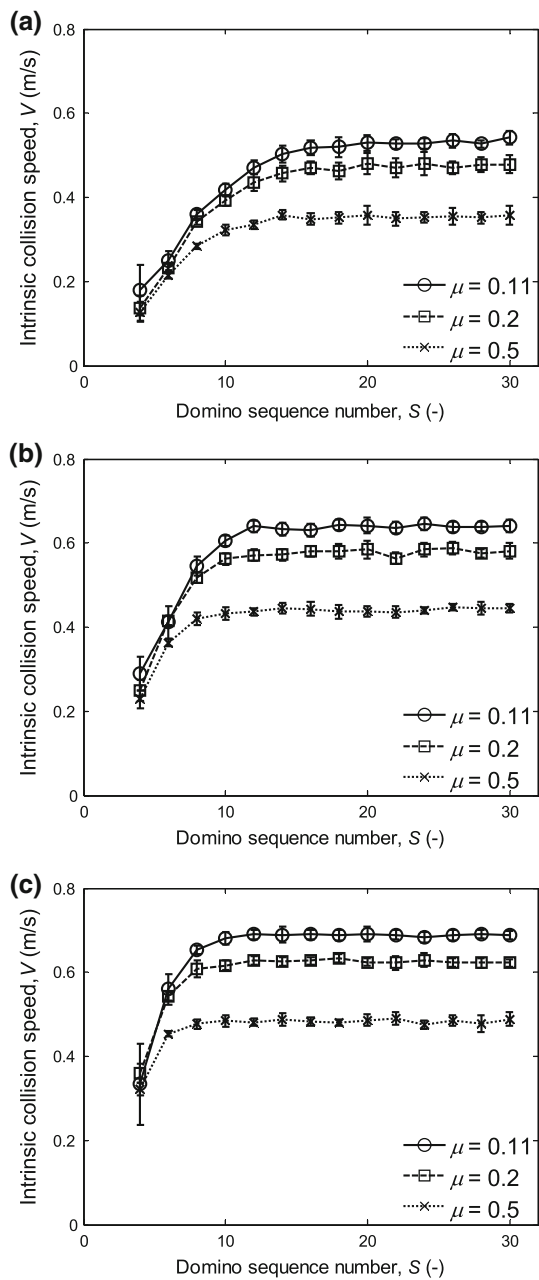 (a)
0.8
0.6
0.4
0.2
0
Intrinsic collision speed, V (m/s)
μ = 0.11
μ = 0.2
μ = 0.5
0 10 20 30
Domino sequence number, S (-)
(b)
0.8
0.6
0.4
0.2
0
Intrinsic collision speed, V (m/s)
μ = 0.11
μ = 0.2
μ = 0.5
0 10 20 30
Domino sequence number, S (-)
(c)
0.8
0.6
0.4
0.2
0
Intrinsic collision speed, V (m/s)
μ = 0.11
μ = 0.2
μ = 0.5
0 10 20 30
Domino sequence number, S (-)